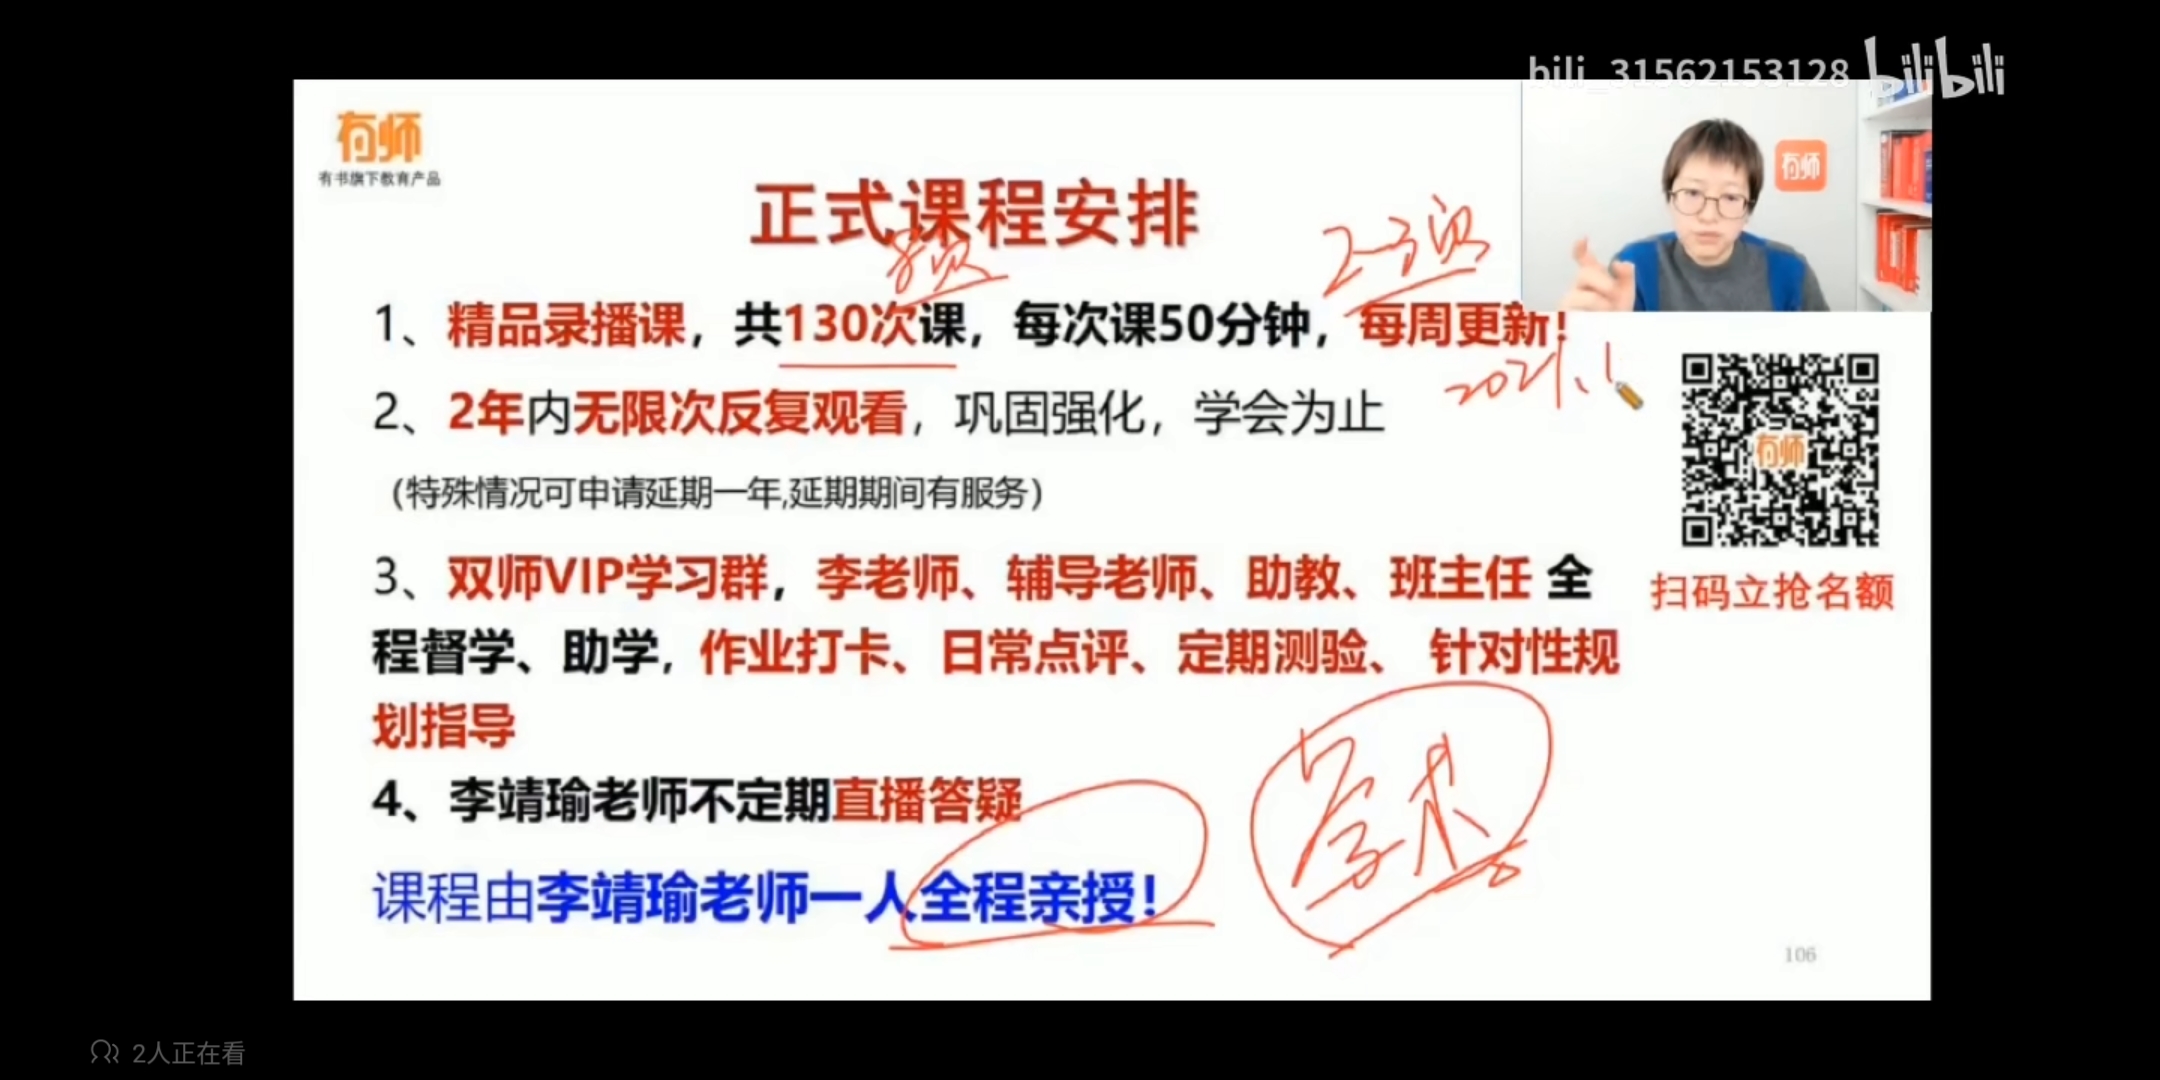 bili_31562153128 bilibili
有师
有书旗下教育产品
有师
正式课程安排
2-3次
1、精品录播课，共130次课，每次课50分钟，每周更新！
2021.1
2、2年内无限次反复观看，巩固强化，学会为止
（特殊情况可申请延期一年,延期期间有服务）
有师
扫码立抢名额
3、双师VIP学习群，李老师、辅导老师、助教、班主任 全
程督学、助学，作业打卡、日常点评、定期测验、 针对性规
划指导
学术
4、李靖瑜老师不定期直播答疑
课程由李靖瑜老师一人全程亲授！
106
2人正在看